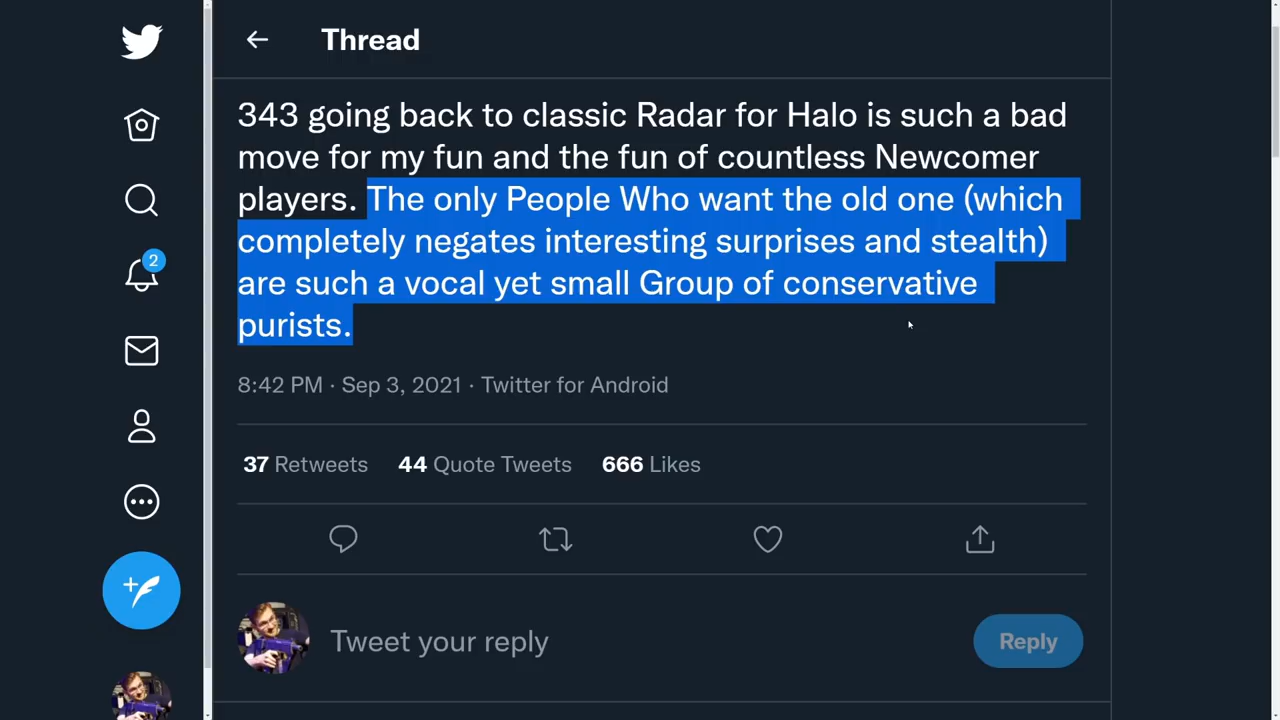 Thread
343 going back to classic Radar for Halo is such a bad
move for my fun and the fun of countless Newcomer
players. The only People Who want the old one (which
completely negates interesting surprises and stealth)
are such a vocal yet small Group of conservative
purists.
2
8:42 PM · Sep 3, 2021 · Twitter for Android
37 Retweets 44 Quote Tweets 666 Likes
Tweet your reply
Reply